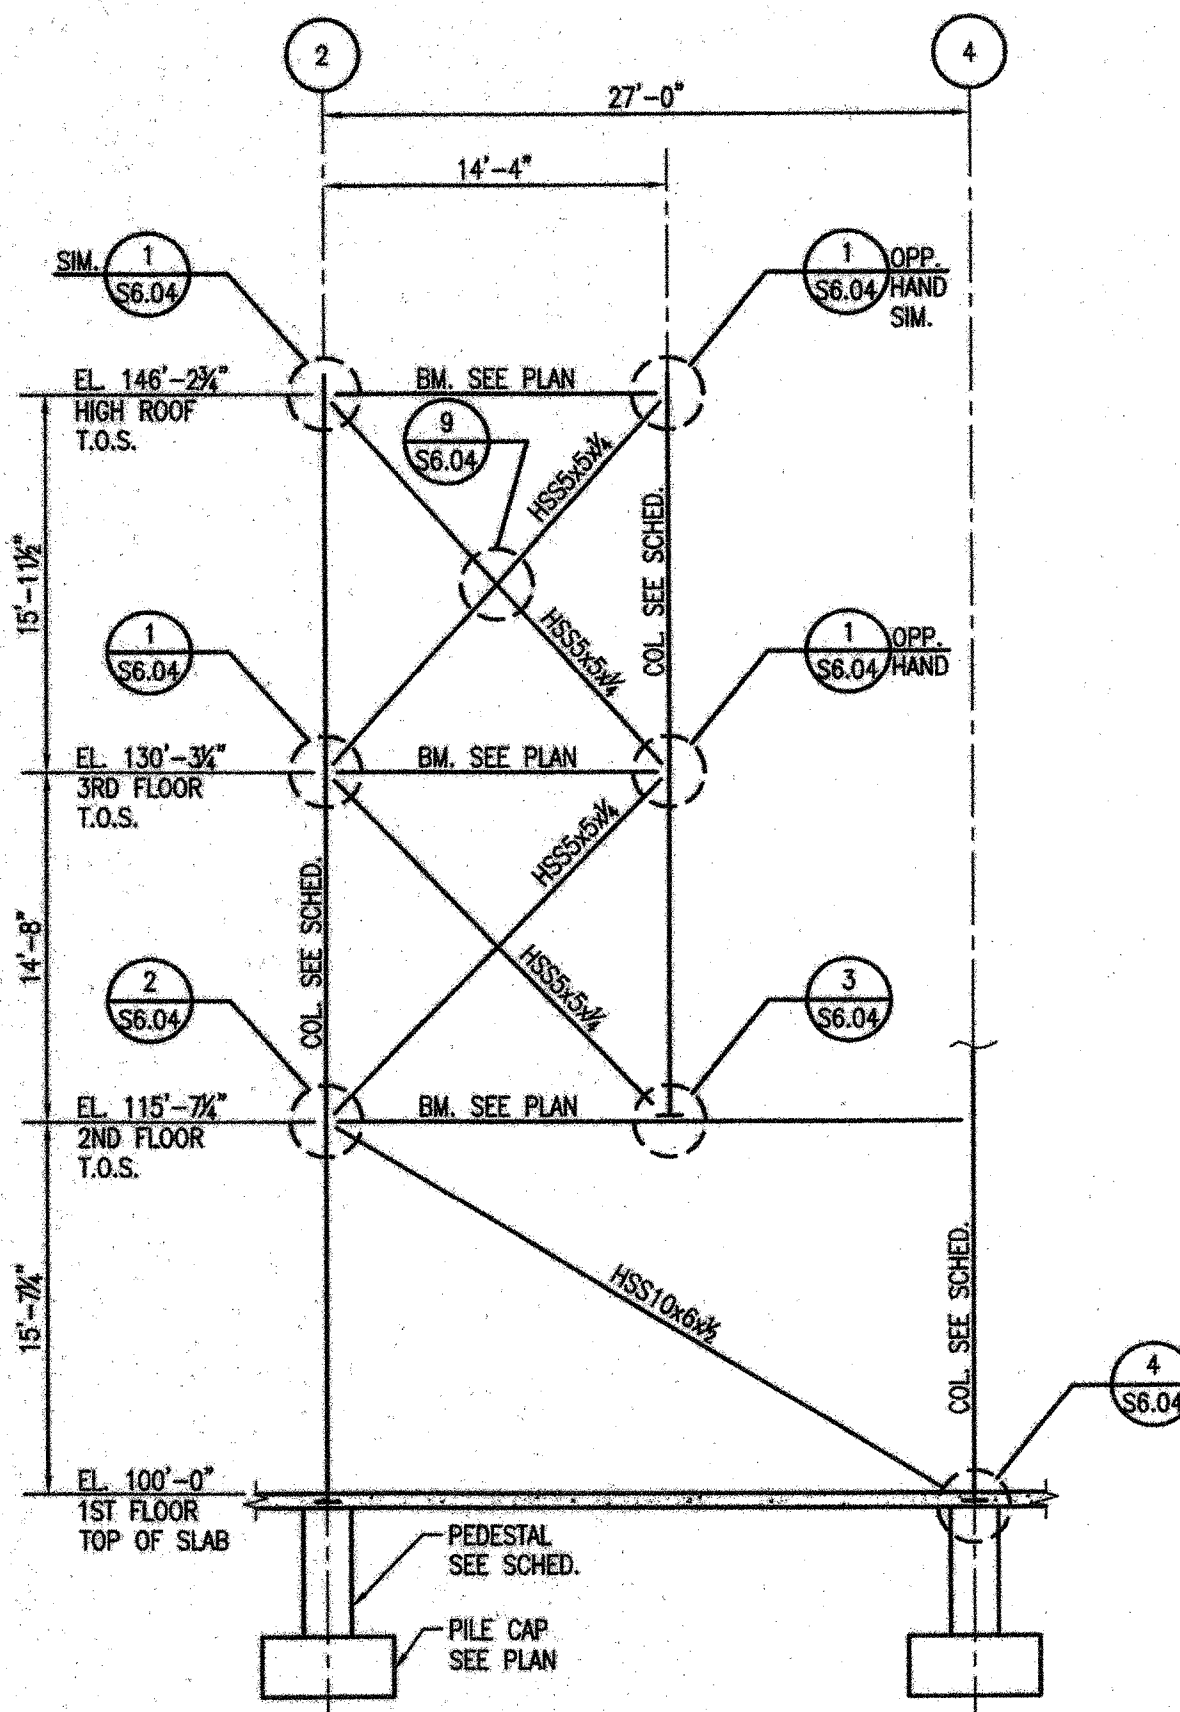 2
4
27'-0"
14'-4"
SIM.
1
S6.04
1
S6.04
OPP.
HAND
SIM.
EL. 146'-2¾"
HIGH ROOF
T.O.S.
BM. SEE PLAN
9
S6.04
HSS5x5x¼
COL. SEE SCHED.
15'-11½"
HSS5x5x¼
1
S6.04
1
S6.04
OPP.
HAND
EL. 130'-3¼"
3RD FLOOR
T.O.S.
BM. SEE PLAN
HSS5x5x¼
COL. SEE SCHED.
14'-8"
HSS5x5x¼
2
S6.04
3
S6.04
EL. 115'-7¼"
2ND FLOOR
T.O.S.
BM. SEE PLAN
15'-7¼"
HSS10x6x½
COL. SEE SCHED.
4
S6.04
EL. 100'-0"
1ST FLOOR
TOP OF SLAB
PEDESTAL
SEE SCHED.
PILE CAP
SEE PLAN